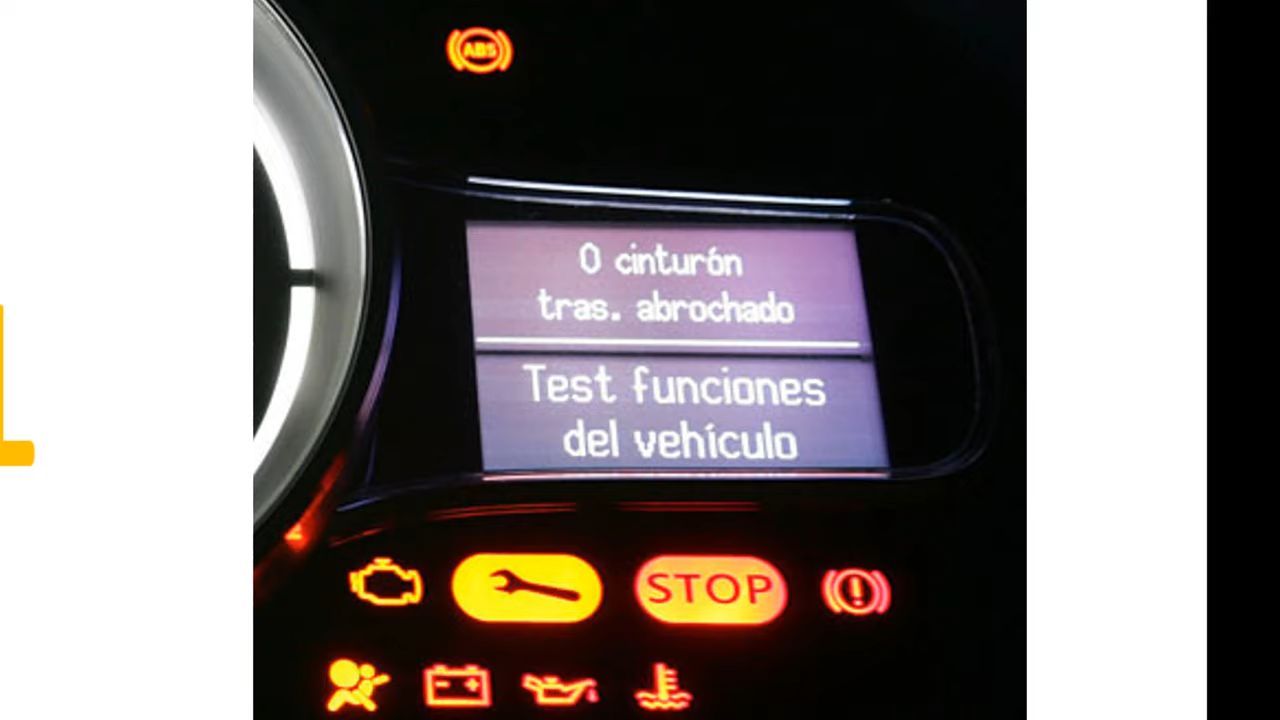 ABS
0 cinturón
tras. abrochado
Test funciones
del vehículo
STOP